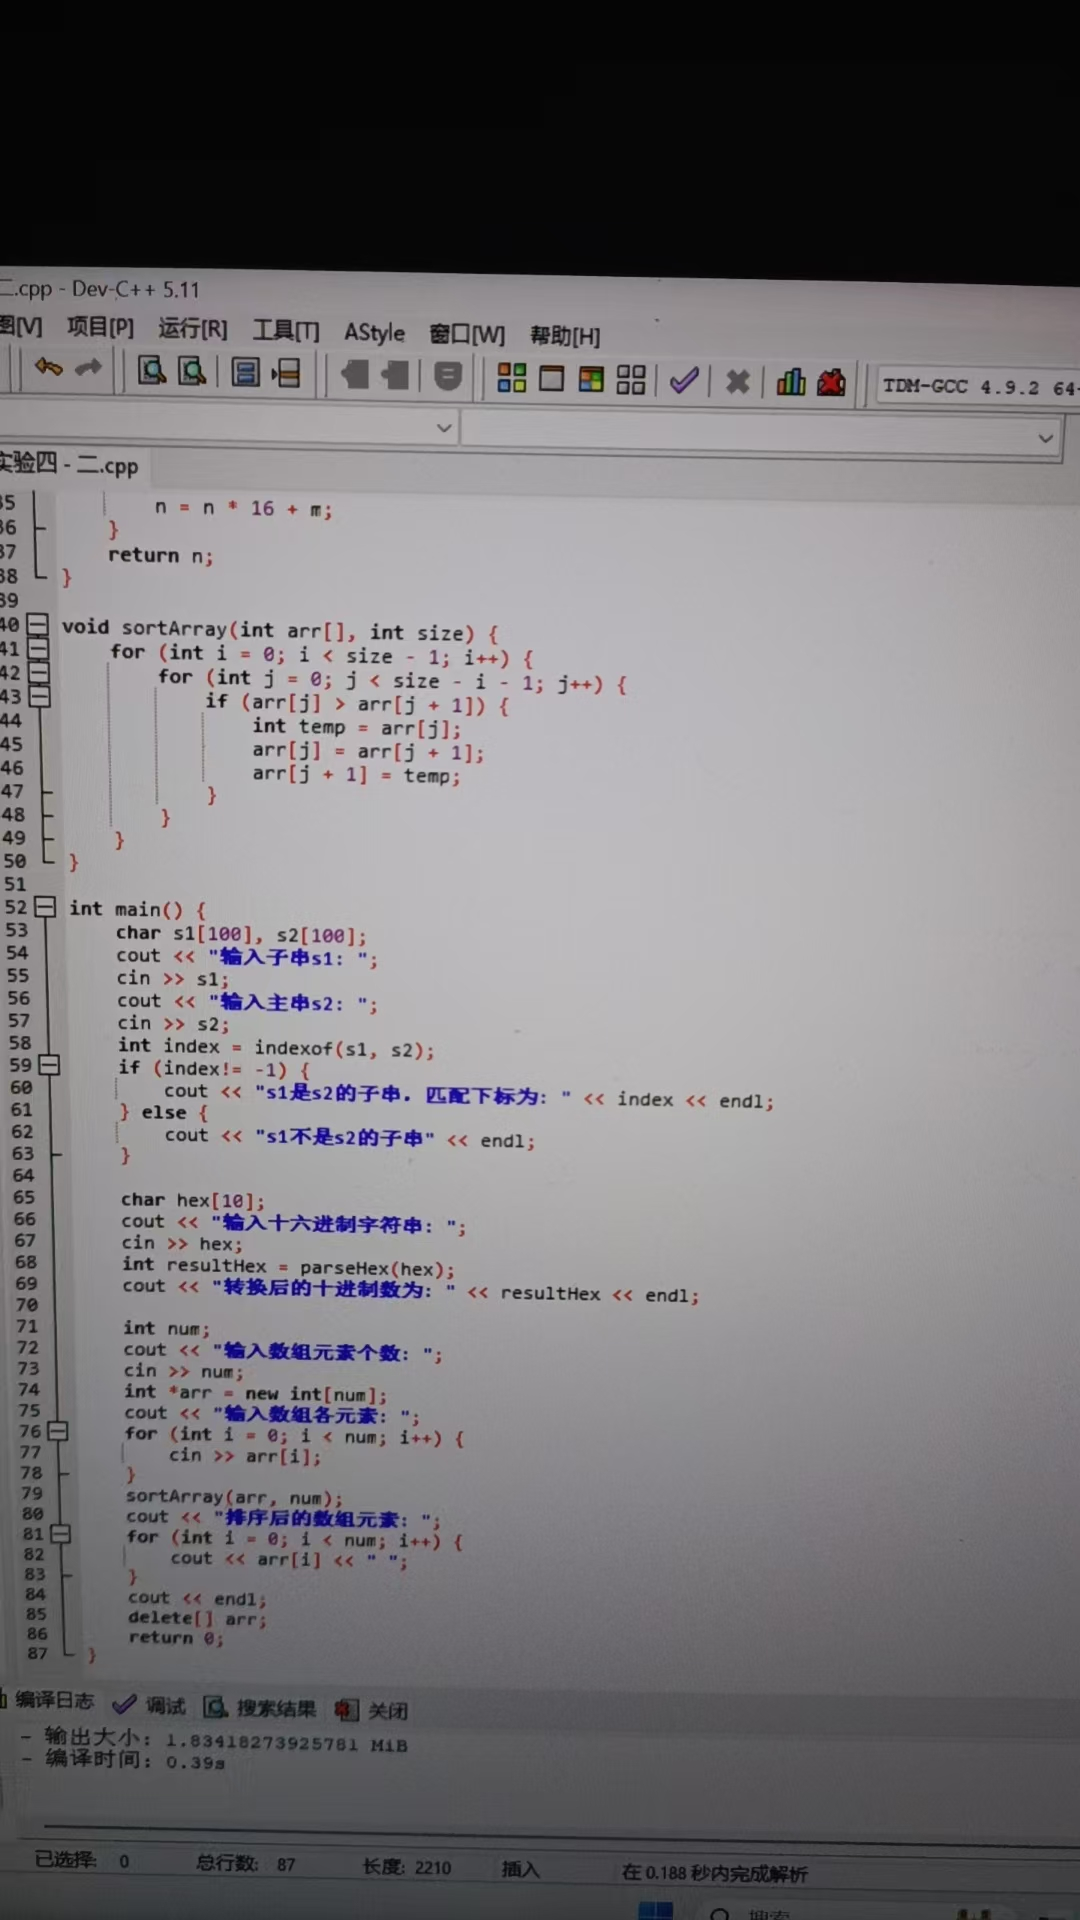 二.cpp - Dev-C++ 5.11
图[V] 项目[P] 运行[R] 工具[T] AStyle 窗口[W] 帮助[H]
TDM-GCC 4.9.2 64-
实验四 - 二.cpp
35 n = n * 16 + m;
36 }
37 return n;
38 }
39
40 void sortArray(int arr[], int size) {
41 for (int i = 0; i < size - 1; i++) {
42 for (int j = 0; j < size - i - 1; j++) {
43 if (arr[j] > arr[j + 1]) {
44 int temp = arr[j];
45 arr[j] = arr[j + 1];
46 arr[j + 1] = temp;
47 }
48 }
49 }
50 }
51
52 int main() {
53 char s1[100], s2[100];
54 cout << "输入子串s1: ";
55 cin >> s1;
56 cout << "输入主串s2: ";
57 cin >> s2;
58 int index = indexof(s1, s2);
59 if (index!= -1) {
60 cout << "s1是s2的子串，匹配下标为: " << index << endl;
61 } else {
62 cout << "s1不是s2的子串" << endl;
63 }
64
65 char hex[10];
66 cout << "输入十六进制字符串: ";
67 cin >> hex;
68 int resultHex = parseHex(hex);
69 cout << "转换后的十进制数为: " << resultHex << endl;
70
71 int num;
72 cout << "输入数组元素个数: ";
73 cin >> num;
74 int *arr = new int[num];
75 cout << "输入数组各元素: ";
76 for (int i = 0; i < num; i++) {
77 cin >> arr[i];
78 }
79 sortArray(arr, num);
80 cout << "排序后的数组元素: ";
81 for (int i = 0; i < num; i++) {
82 cout << arr[i] << " ";
83 }
84 cout << endl;
85 delete[] arr;
86 return 0;
87 }
编译日志 调试 搜索结果 关闭
- 输出大小: 1.83418273925781 MiB
- 编译时间: 0.39s
已选择: 0 总行数: 87 长度: 2210 插入 在 0.188 秒内完成解析
搜索